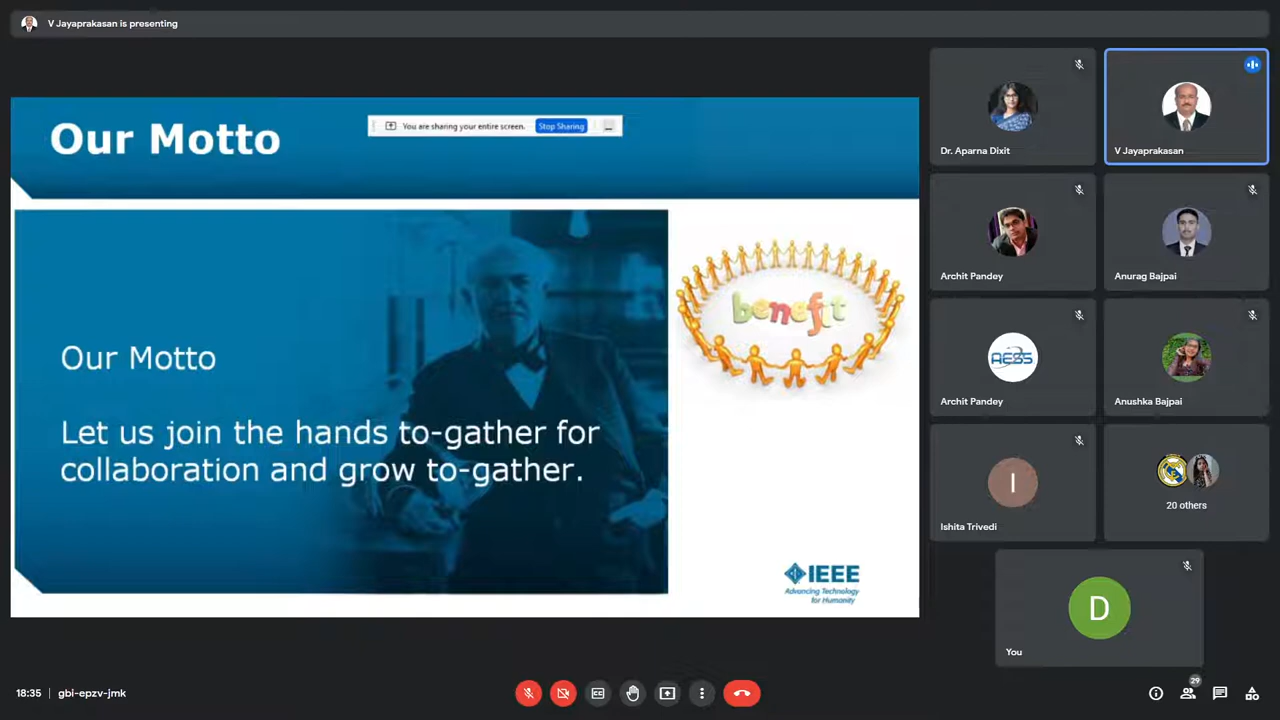 V Jayaprakasan is presenting
Our Motto
You are sharing your entire screen.
Stop Sharing
Our Motto
Let us join the hands to-gather for
collaboration and grow to-gather.
benefit
IEEE
Advancing Technology
for Humanity
Dr. Aparna Dixit
V Jayaprakasan
Archit Pandey
Anurag Bajpai
AESS
Archit Pandey
Anushka Bajpai
I
Ishita Trivedi
20 others
D
You
18:35 | gbi-epzv-jmk
29